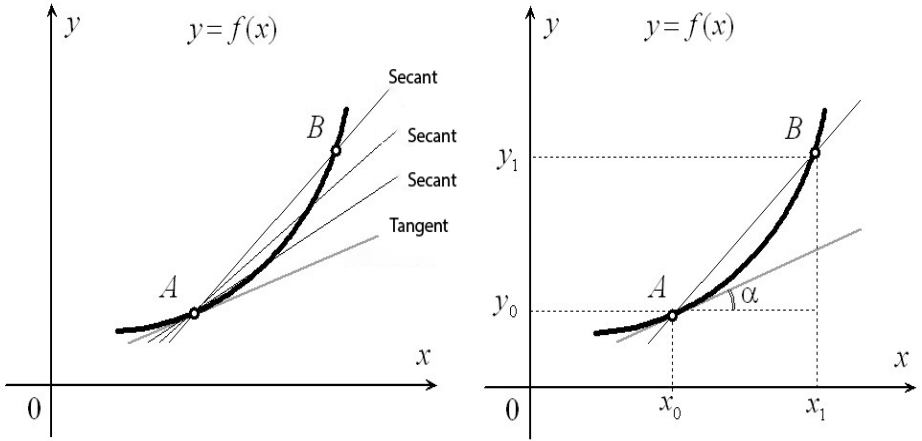 y
y = f(x)
Secant
B
Secant
Secant
Tangent
A
x
0
y
y = f(x)
B
y₁
A
α
y₀
x
0
x₀
x₁